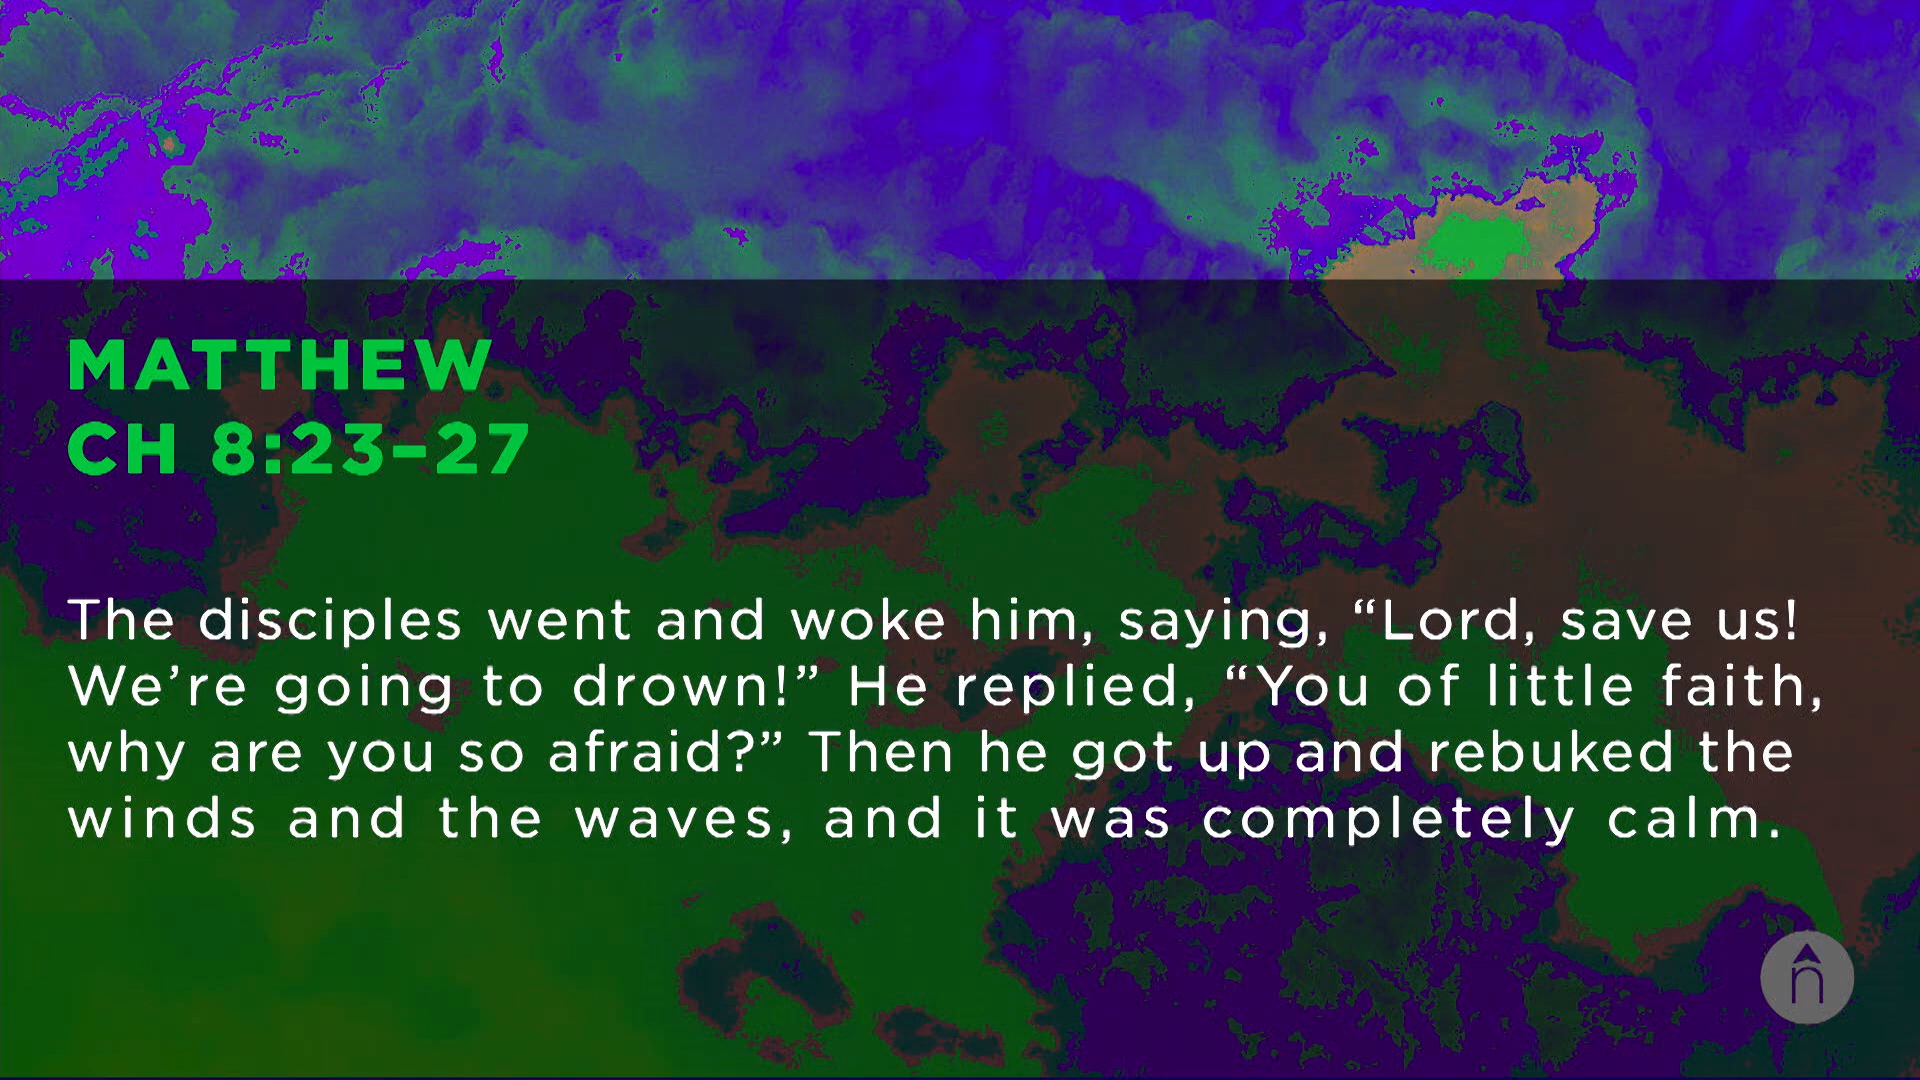 MATTHEW
CH 8:23–27
The disciples went and woke him, saying, “Lord, save us!
We’re going to drown!” He replied, “You of little faith,
why are you so afraid?” Then he got up and rebuked the
winds and the waves, and it was completely calm.
n